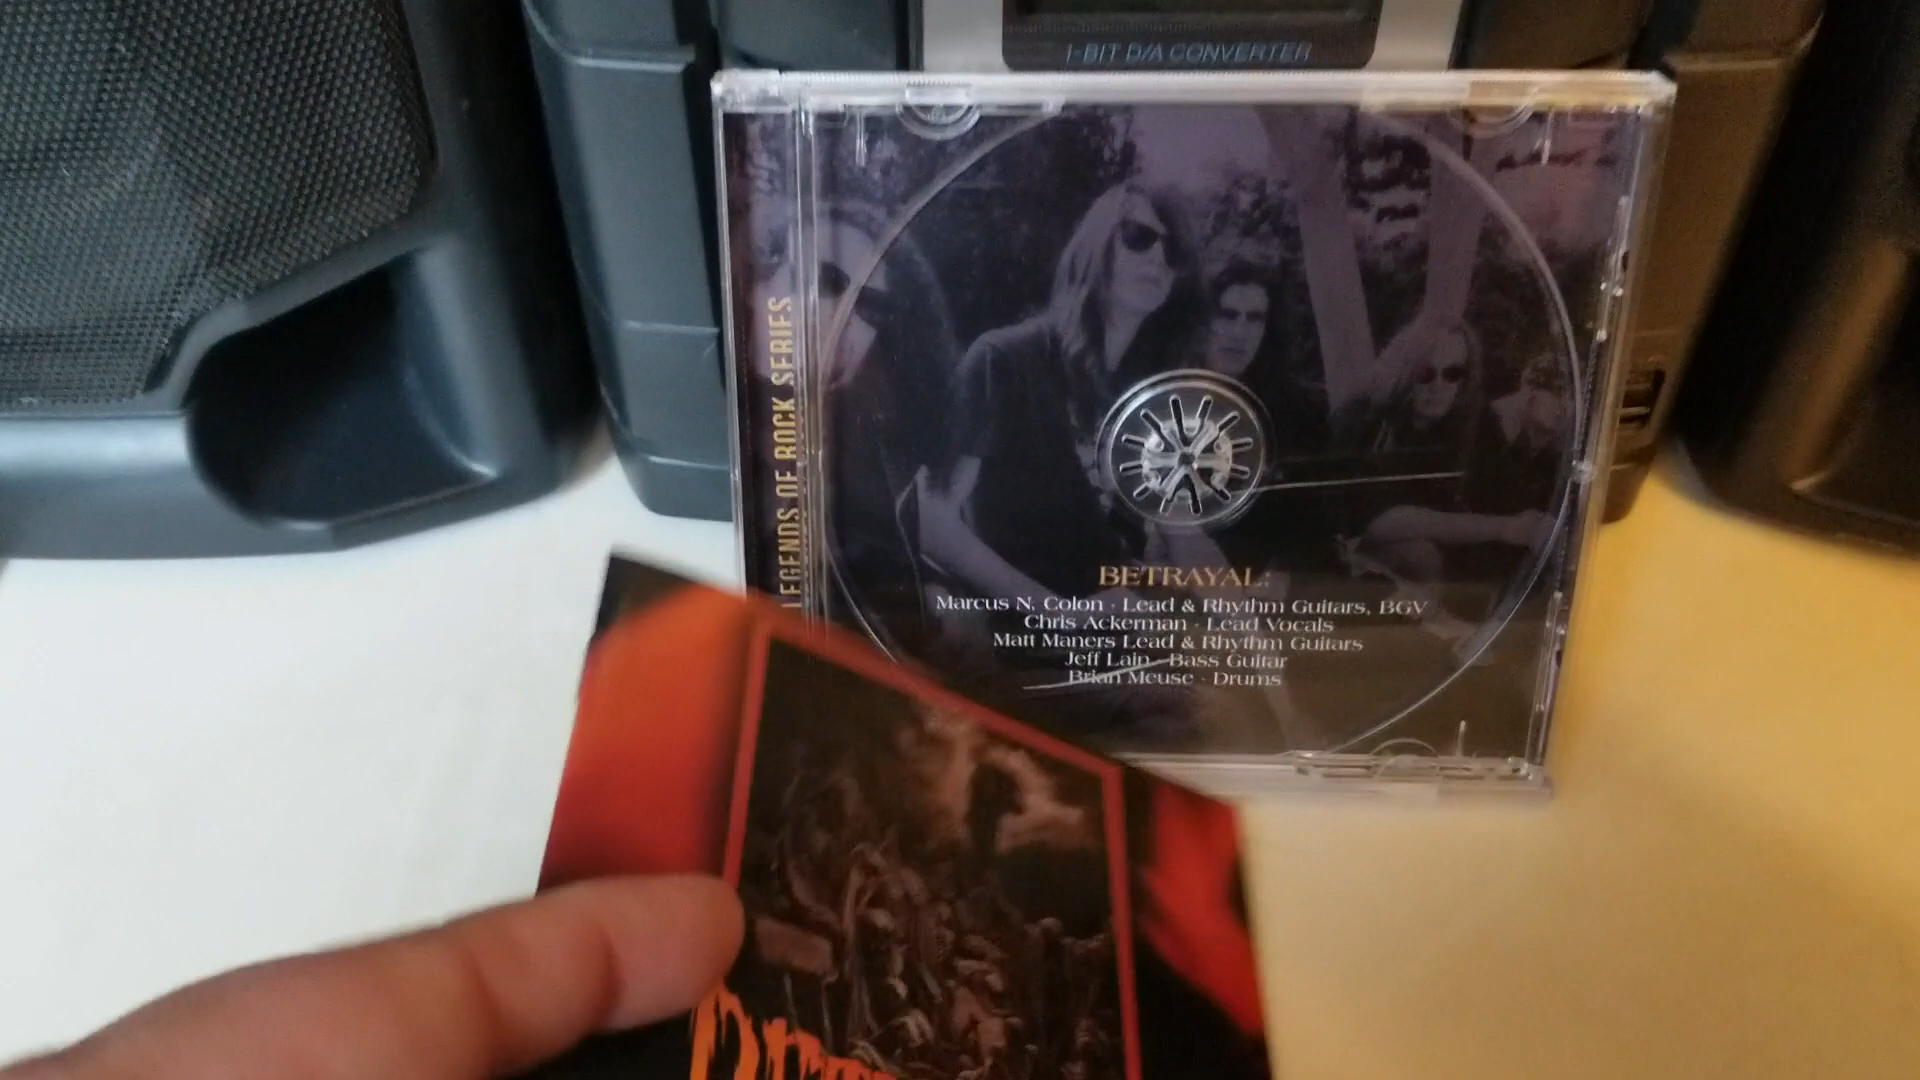 1-BIT D/A CONVERTER
LEGENDS OF ROCK SERIES
BETRAYAL:
Marcus N. Colon · Lead & Rhythm Guitars, BGV
Chris Ackerman · Lead Vocals
Matt Maners Lead & Rhythm Guitars
Jeff Lain · Bass Guitar
Brian Meuse · Drums